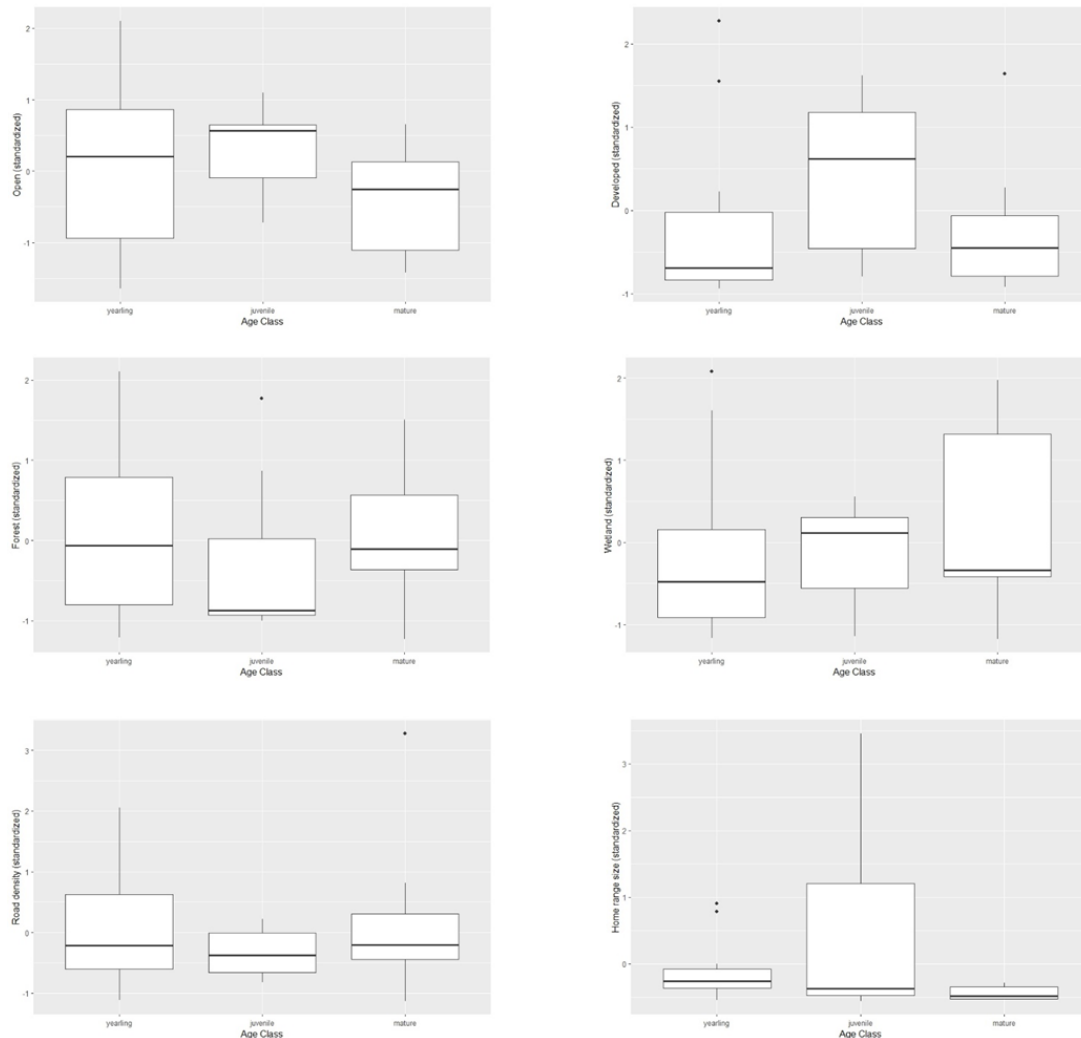 Open (standardized)
2
1
0
-1
yearling juvenile mature
Age Class
Developed (standardized)
2
1
0
-1
yearling juvenile mature
Age Class
Forest (standardized)
2
1
0
-1
yearling juvenile mature
Age Class
Wetland (standardized)
2
1
0
-1
yearling juvenile mature
Age Class
Road density (standardized)
3
2
1
0
-1
yearling juvenile mature
Age Class
Home range size (standardized)
3
2
1
0
yearling juvenile mature
Age Class